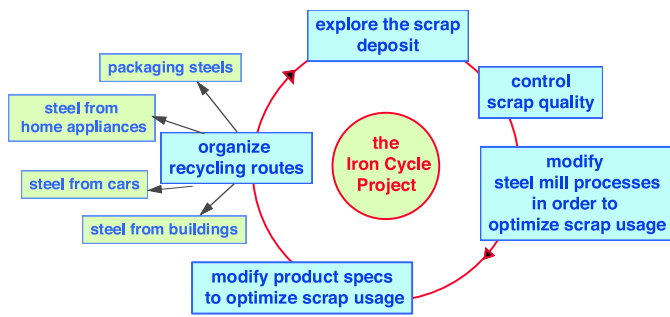 explore the scrap
deposit
packaging steels
control
scrap quality
steel from
home appliances
organize
recycling routes
the
Iron Cycle
Project
modify
steel mill processes
in order to
optimize scrap usage
steel from cars
steel from buildings
modify product specs
to optimize scrap usage